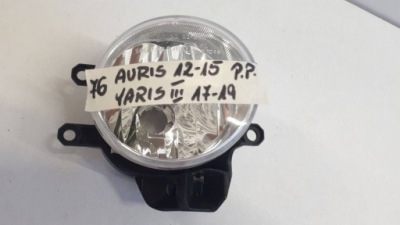 76 AURIS 12-15 P.P.
YARIS III 17-19